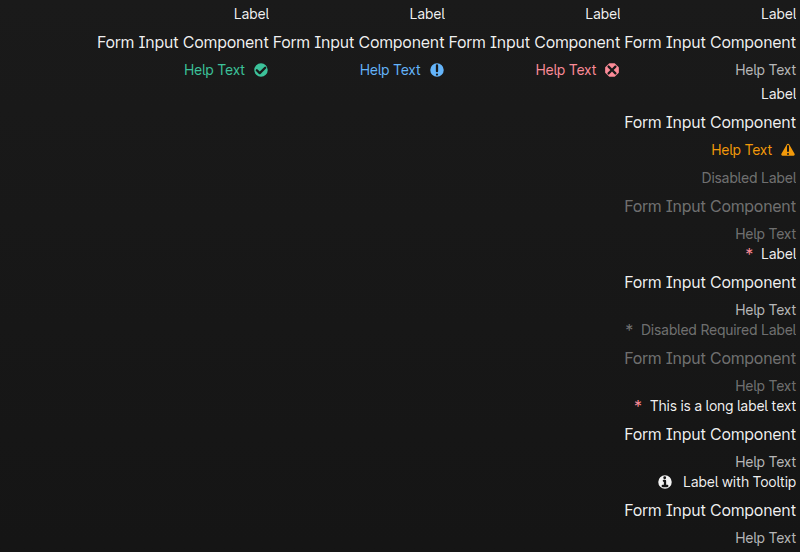 Label Label Label Label
Form Input Component Form Input Component Form Input Component Form Input Component
Help Text Help Text Help Text Help Text
Label
Form Input Component
Help Text
Disabled Label
Form Input Component
Help Text
* Label
Form Input Component
Help Text
* Disabled Required Label
Form Input Component
Help Text
* This is a long label text
Form Input Component
Help Text
Label with Tooltip
Form Input Component
Help Text